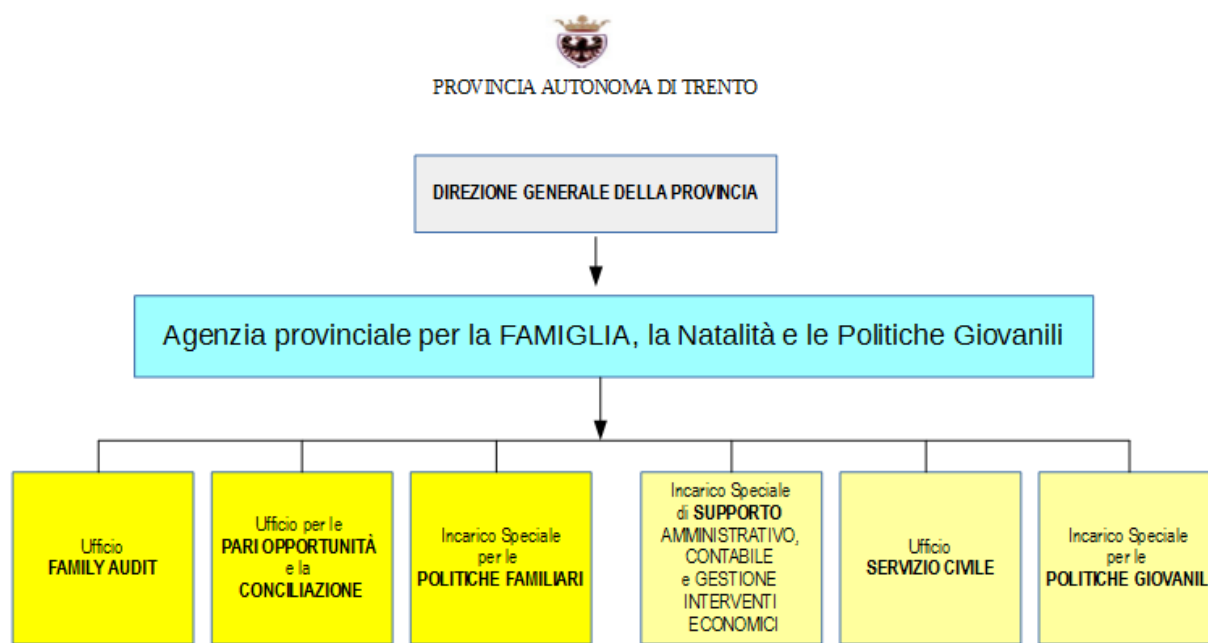 PROVINCIA AUTONOMA DI TRENTO
DIREZIONE GENERALE DELLA PROVINCIA
Agenzia provinciale per la FAMIGLIA, la Natalità e le Politiche Giovanili
Ufficio
FAMILY AUDIT
Ufficio per le
PARI OPPORTUNITÀ
e la
CONCILIAZIONE
Incarico Speciale
per le
POLITICHE FAMILIARI
Incarico Speciale
di SUPPORTO
AMMINISTRATIVO,
CONTABILE
e GESTIONE
INTERVENTI
ECONOMICI
Ufficio
SERVIZIO CIVILE
Incarico Speciale
per le
POLITICHE GIOVANIL